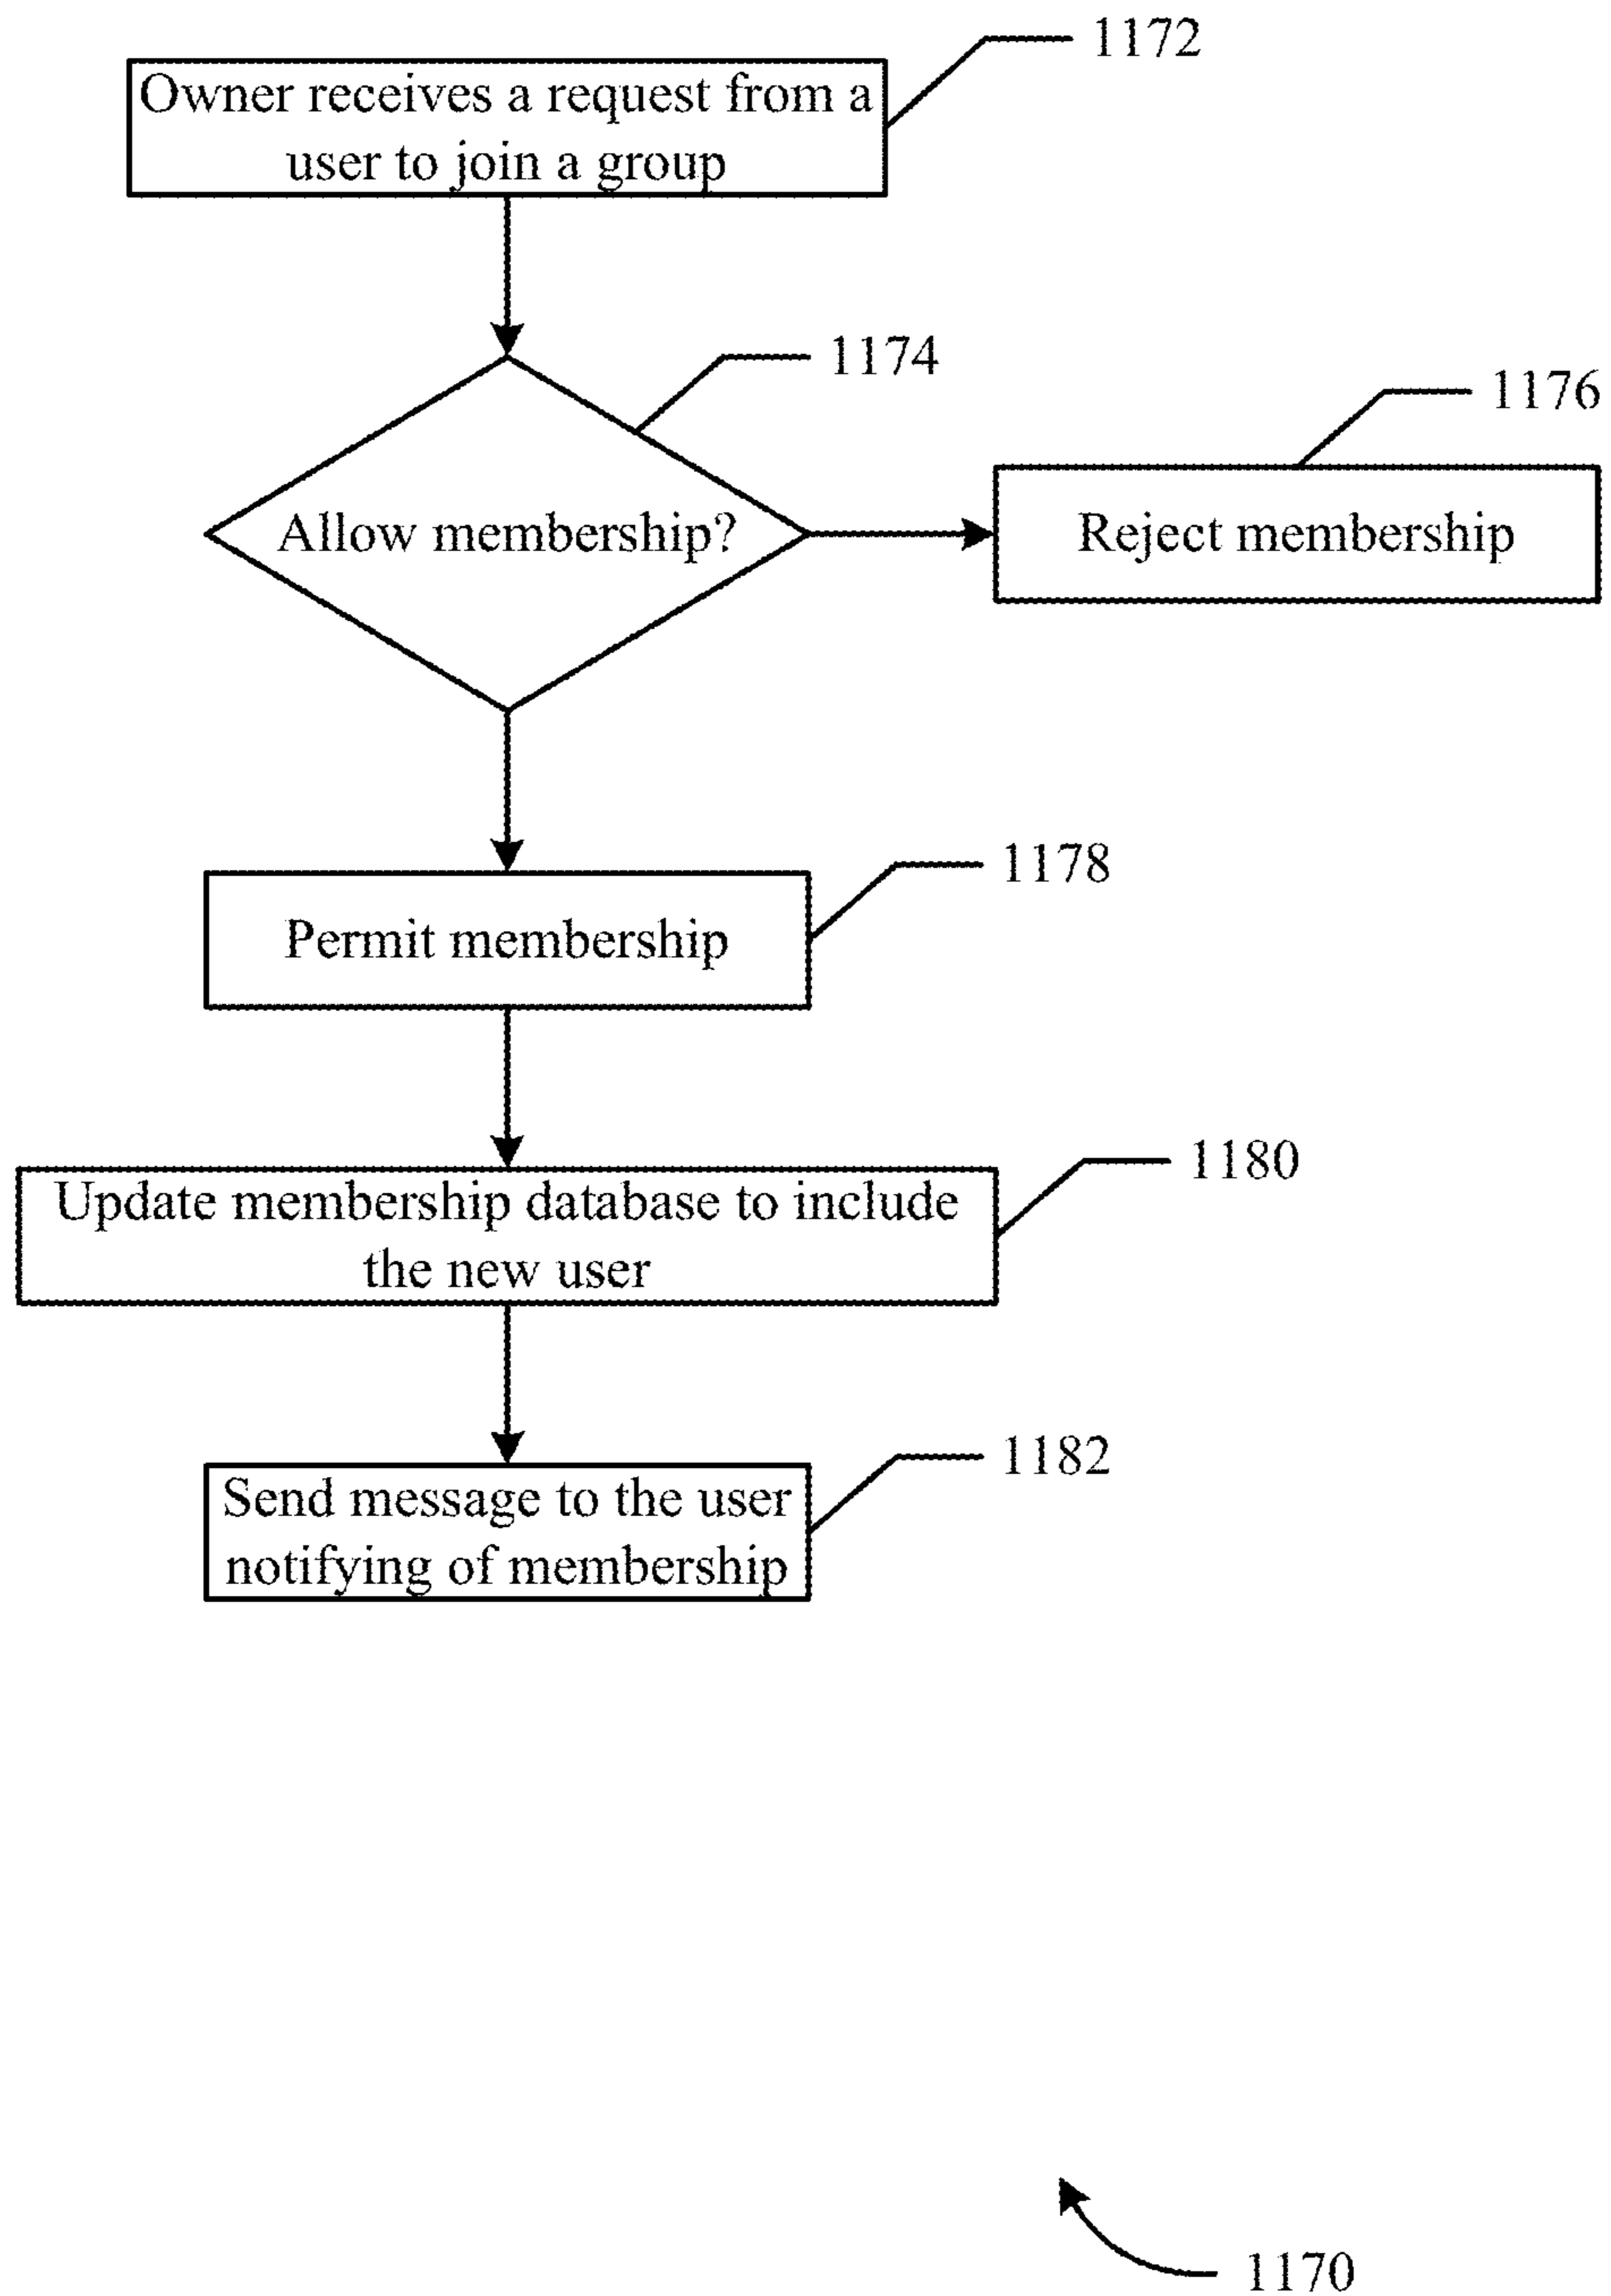 1172
Owner receives a request from a
user to join a group
1174
1176
Allow membership?
Reject membership
1178
Permit membership
1180
Update membership database to include
the new user
1182
Send message to the user
notifying of membership
1170